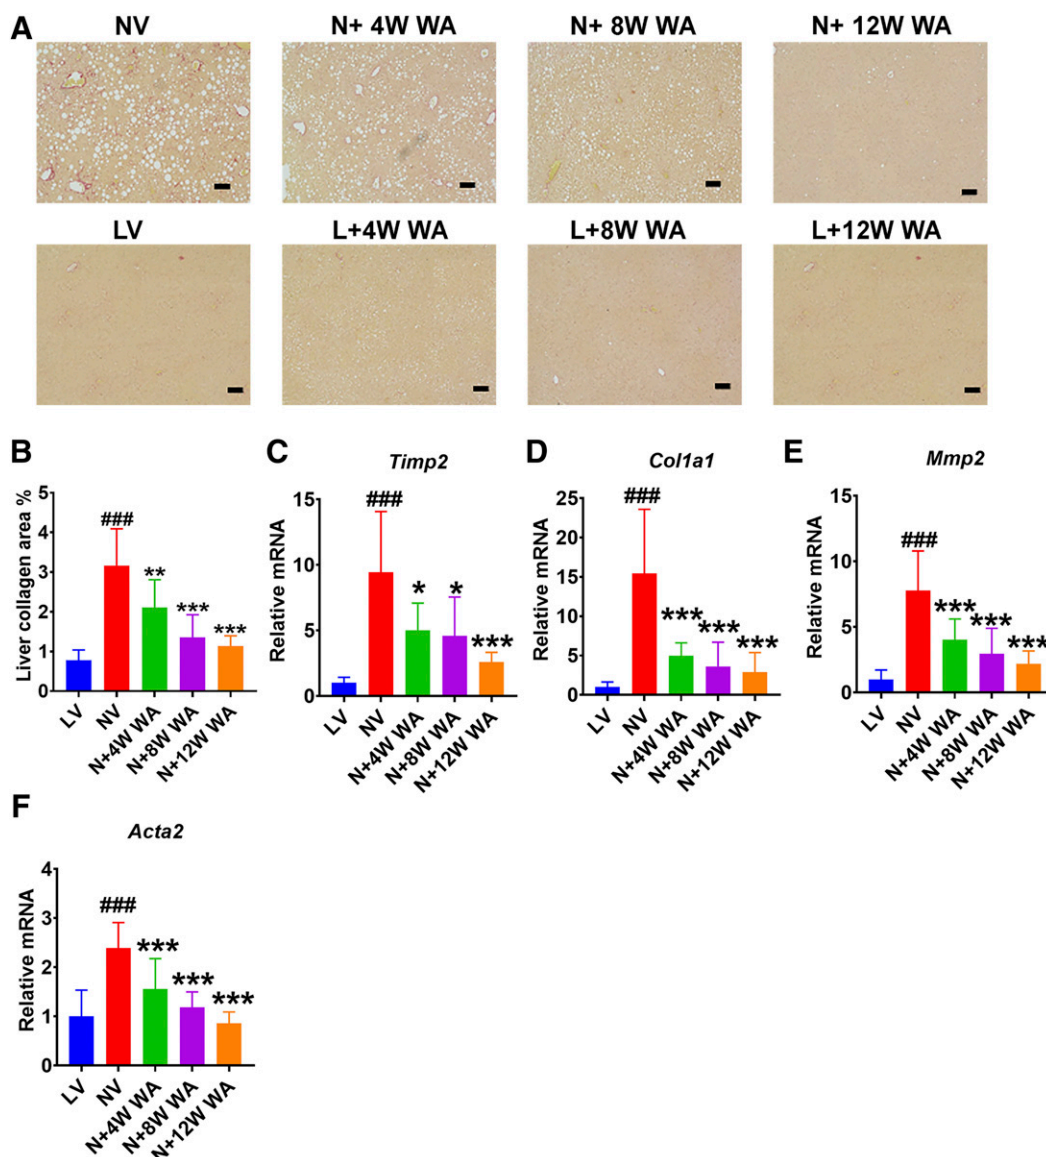 A
NV
N+ 4W WA
N+ 8W WA
N+ 12W WA
LV
L+4W WA
L+8W WA
L+12W WA
B
Liver collagen area %
5
4
3
2
1
0
###
**
***
***
LV
NV
N+4W WA
N+8W WA
N+12W WA
C
Timp2
Relative mRNA
15
10
5
0
###
*
*
***
LV
NV
N+4W WA
N+8W WA
N+12W WA
D
Col1a1
Relative mRNA
25
20
15
10
5
0
###
***
***
***
LV
NV
N+4W WA
N+8W WA
N+12W WA
E
Mmp2
Relative mRNA
15
10
5
0
###
***
***
***
LV
NV
N+4W WA
N+8W WA
N+12W WA
F
Acta2
Relative mRNA
4
3
2
1
0
###
***
***
***
LV
NV
N+4W WA
N+8W WA
N+12W WA